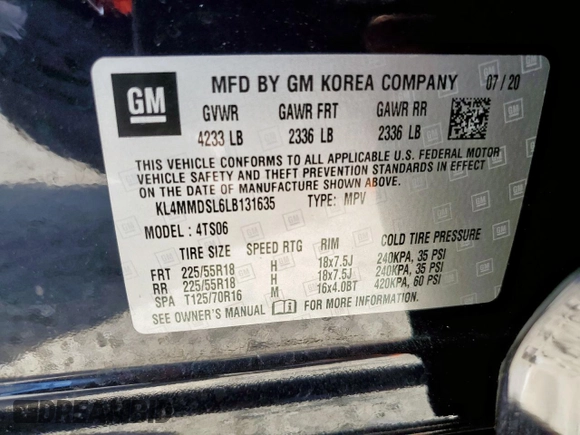 GM MFD BY GM KOREA COMPANY 07/20
GVWR GAWR FRT GAWR RR
4233 LB 2336 LB 2336 LB
THIS VEHICLE CONFORMS TO ALL APPLICABLE U.S. FEDERAL MOTOR
VEHICLE SAFETY AND THEFT PREVENTION STANDARDS IN EFFECT
ON THE DATE OF MANUFACTURE SHOWN ABOVE.
KL4MMDSL6LB131635 TYPE: MPV
MODEL: 4TS06
TIRE SIZE SPEED RTG RIM COLD TIRE PRESSURE
FRT 225/55R18 H 18x7.5J 240KPA, 35 PSI
RR 225/55R18 H 18x7.5J 240KPA, 35 PSI
SPA T125/70R16 M 16x4.0BT 420KPA, 60 PSI
SEE OWNER'S MANUAL FOR MORE INFORMATION.